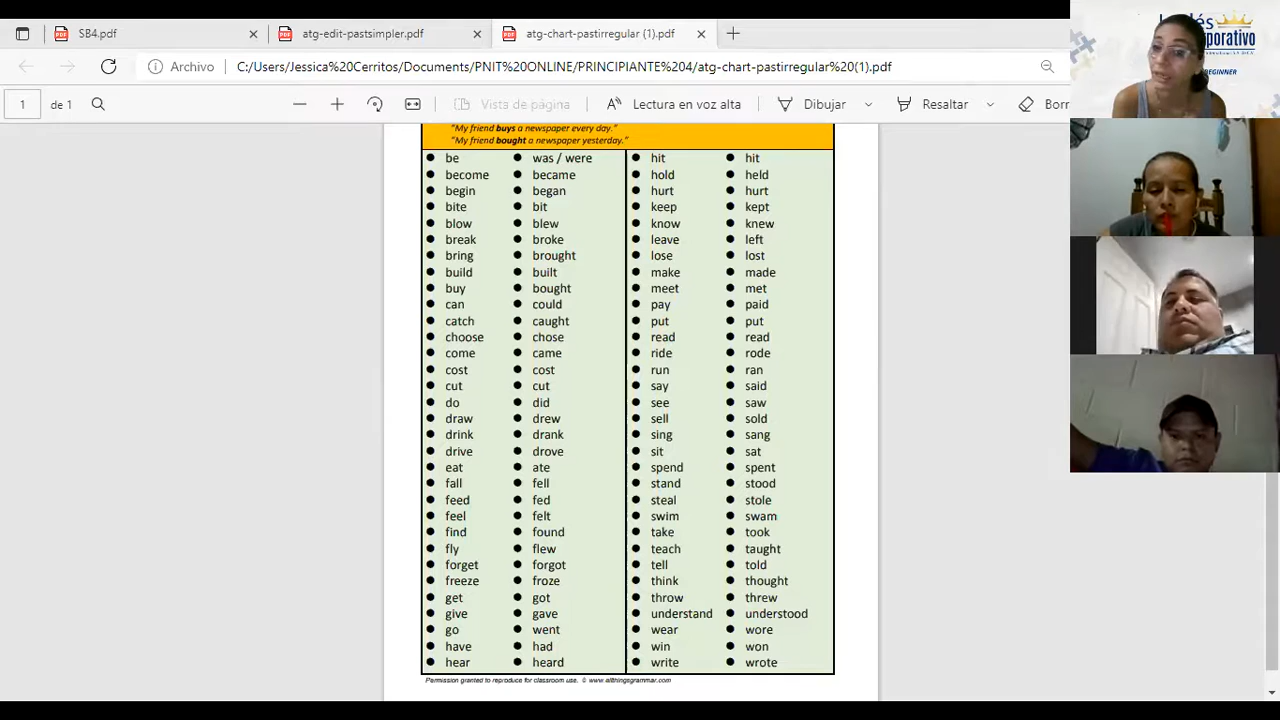 SB4.pdf
atg-edit-pastsimpler.pdf
atg-chart-pastirregular (1).pdf
Archivo
C:/Users/Jessica%20Cerritos/Documents/PNIT%20ONLINE/PRINCIPIANTE%204/atg-chart-pastirregular%20(1).pdf
1 de 1
Vista de página
Lectura en voz alta
Dibujar
Resaltar
Borr
"My friend buys a newspaper every day."
"My friend bought a newspaper yesterday."
be was / were hit hit
become became hold held
begin began hurt hurt
bite bit keep kept
blow blew know knew
break broke leave left
bring brought lose lost
build built make made
buy bought meet met
can could pay paid
catch caught put put
choose chose read read
come came ride rode
cost cost run ran
cut cut say said
do did see saw
draw drew sell sold
drink drank sing sang
drive drove sit sat
eat ate spend spent
fall fell stand stood
feed fed steal stole
feel felt swim swam
find found take took
fly flew teach taught
forget forgot tell told
freeze froze think thought
get got throw threw
give gave understand understood
go went wear wore
have had win won
hear heard write wrote
Permission granted to reproduce for classroom use. © www.allthingsgrammar.com
BEGINNER